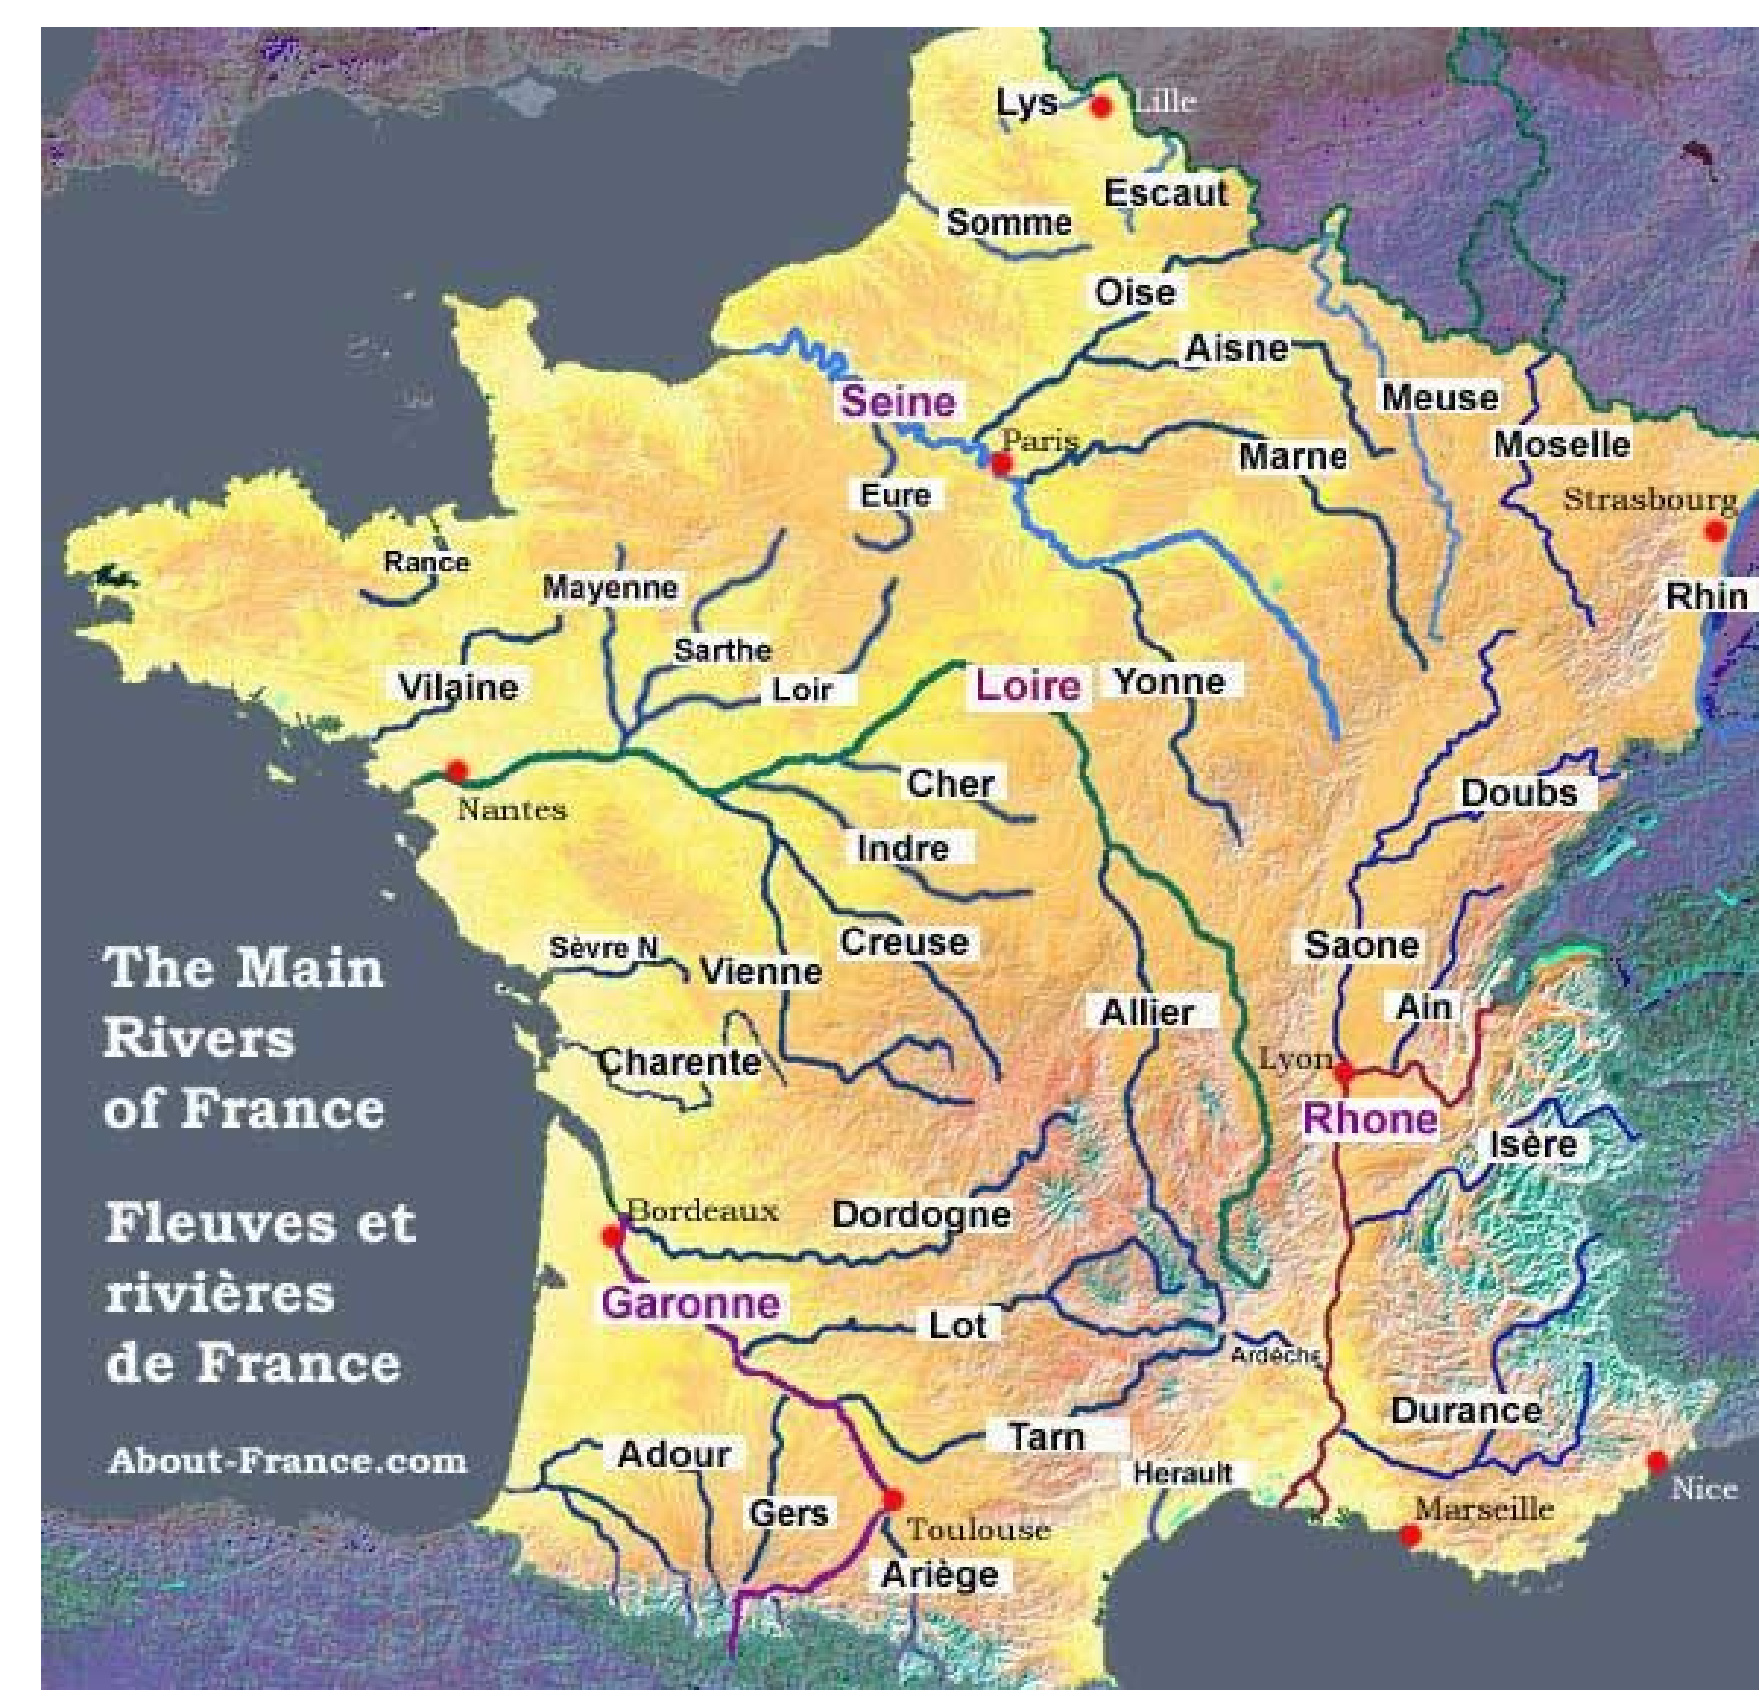 Lys
Lille
Escaut
Somme
Oise
Aisne
Seine
Meuse
Paris
Marne
Moselle
Eure
Strasbourg
Rance
Mayenne
Rhin
Sarthe
Vilaine
Loir
Loire
Yonne
Cher
Doubs
Nantes
Indre
Creuse
Saone
Sèvre N
Vienne
The Main
Rivers
of France
Allier
Ain
Charente
Lyon
Rhone
Isère
Bordeaux
Dordogne
Fleuves et
rivières
de France
Garonne
Lot
Ardèche
Durance
Tarn
Adour
About-France.com
Herault
Nice
Gers
Marseille
Toulouse
Ariège